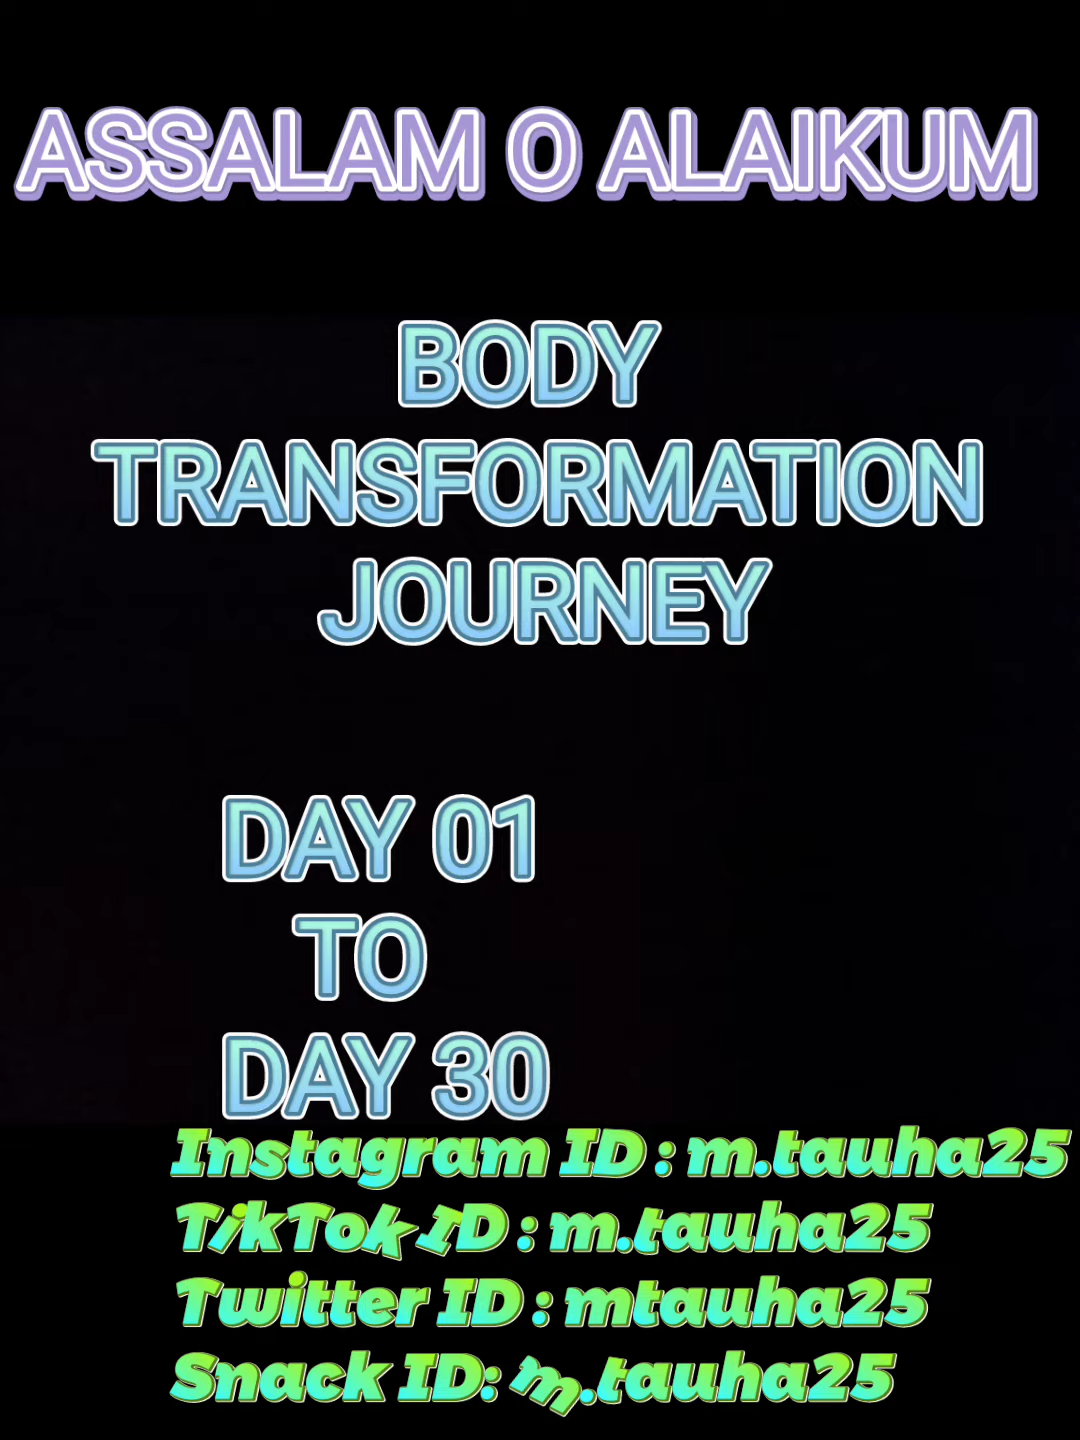 ASSALAM O ALAIKUM
BODY
TRANSFORMATION
JOURNEY
DAY 01
TO
DAY 30
Instagram ID : m.tauha25
TikTok ID : m.tauha25
Twitter ID : mtauha25
Snack ID: m.tauha25